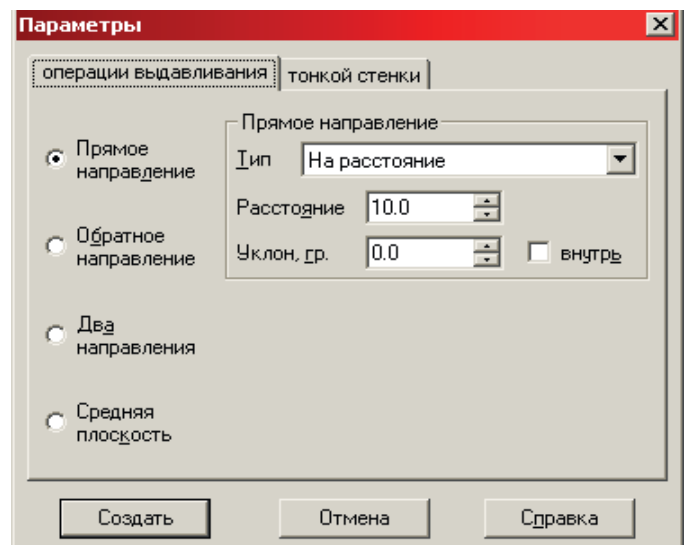 Параметры
операции выдавливания
тонкой стенки
Прямое
направление
Обратное
направление
Два
направления
Средняя
плоскость
Прямое направление
Тип На расстояние
Расстояние 10.0
Уклон, гр. 0.0 внутрь
Создать Отмена Справка